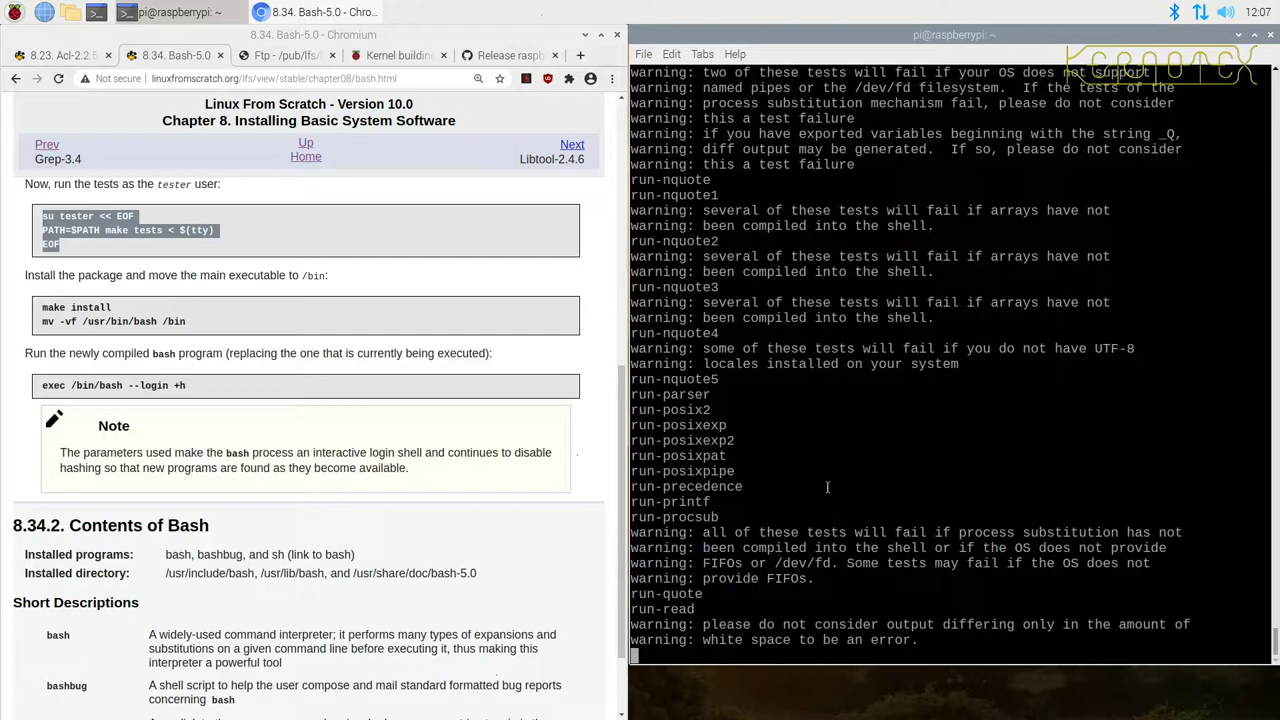 pi@raspberrypi: ~
8.34. Bash-5.0 - Chro...
12:07
8.34. Bash-5.0 - Chromium
8.23. Acl-2.2.5
8.34. Bash-5.0
Ftp - /pub/lfs/
Kernel building
Release raspb
Not secure | linuxfromscratch.org/lfs/view/stable/chapter08/bash.html
Linux From Scratch - Version 10.0
Chapter 8. Installing Basic System Software
Prev
Up
Next
Grep-3.4
Home
Libtool-2.4.6
Now, run the tests as the tester user:
su tester << EOF
PATH=$PATH make tests < $(tty)
EOF
Install the package and move the main executable to /bin:
make install
mv -vf /usr/bin/bash /bin
Run the newly compiled bash program (replacing the one that is currently being executed):
exec /bin/bash --login +h
Note
The parameters used make the bash process an interactive login shell and continues to disable
hashing so that new programs are found as they become available.
8.34.2. Contents of Bash
Installed programs: bash, bashbug, and sh (link to bash)
Installed directory: /usr/include/bash, /usr/lib/bash, and /usr/share/doc/bash-5.0
Short Descriptions
bash A widely-used command interpreter; it performs many types of expansions and
substitutions on a given command line before executing it, thus making this
interpreter a powerful tool
bashbug A shell script to help the user compose and mail standard formatted bug reports
concerning bash
pi@raspberrypi: ~
File Edit Tabs Help
KERNOTEX
warning: two of these tests will fail if your OS does not support
warning: named pipes or the /dev/fd filesystem.  If the tests of the
warning: process substitution mechanism fail, please do not consider
warning: this a test failure
warning: if you have exported variables beginning with the string _Q,
warning: diff output may be generated.  If so, please do not consider
warning: this a test failure
run-nquote
run-nquote1
warning: several of these tests will fail if arrays have not
warning: been compiled into the shell.
run-nquote2
warning: several of these tests will fail if arrays have not
warning: been compiled into the shell.
run-nquote3
warning: several of these tests will fail if arrays have not
warning: been compiled into the shell.
run-nquote4
warning: some of these tests will fail if you do not have UTF-8
warning: locales installed on your system
run-nquote5
run-parser
run-posix2
run-posixexp
run-posixexp2
run-posixpat
run-posixpipe
run-precedence
run-printf
run-procsub
warning: all of these tests will fail if process substitution has not
warning: been compiled into the shell or if the OS does not provide
warning: FIFOs or /dev/fd. Some tests may fail if the OS does not
warning: provide FIFOs.
run-quote
run-read
warning: please do not consider output differing only in the amount of
warning: white space to be an error.